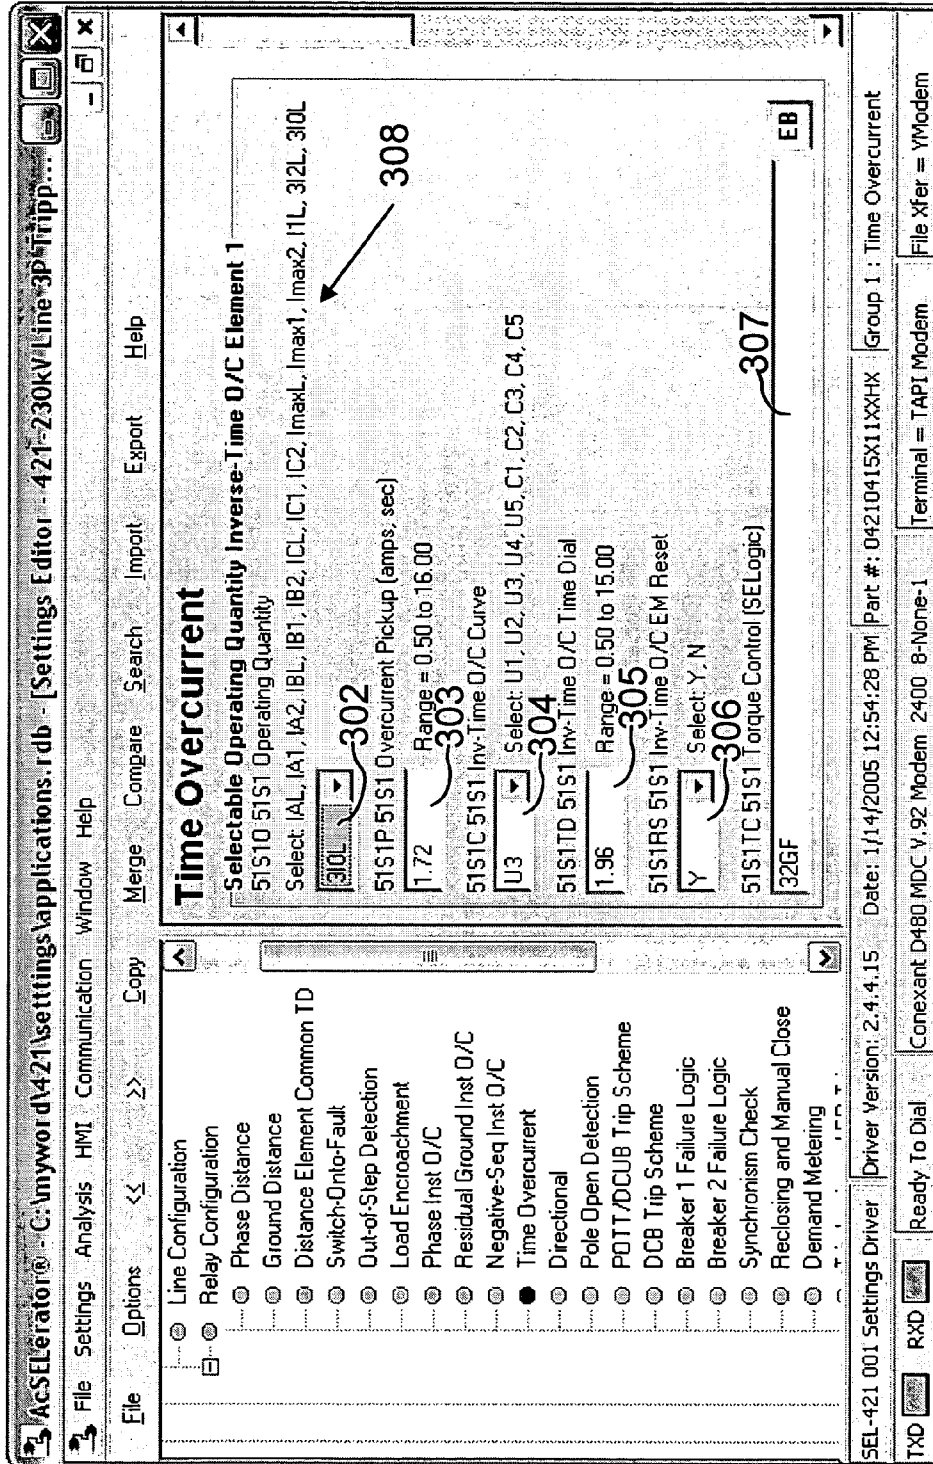 AcSELerator® - C:\myword\421\settings\applications.rdb - [Settings Editor - 421-230kV Line 3P Tripp...
File Settings Analysis HMI Communication Window Help
File Options << >> Copy Merge Compare Search Import Export Help
Line Configuration
Relay Configuration
Phase Distance
Ground Distance
Distance Element Common TD
Switch-Onto-Fault
Out-of-Step Detection
Load Encroachment
Phase Inst O/C
Residual Ground Inst O/C
Negative-Seq Inst O/C
Time Overcurrent
Directional
Pole Open Detection
POTT/DCUB Trip Scheme
DCB Trip Scheme
Breaker 1 Failure Logic
Breaker 2 Failure Logic
Synchronism Check
Reclosing and Manual Close
Demand Metering
Time Overcurrent
Selectable Operating Quantity Inverse-Time O/C Element 1
51S1O 51S1 Operating Quantity
Select: IAL, IA1, IA2, IBL, IB1, IB2, ICL, IC1, IC2, ImaxL, Imax1, Imax2, I1L, 3I2L, 3I0L
308
3I0L
302
51S1P 51S1 Overcurrent Pickup (amps, sec)
1.72 Range = 0.50 to 16.00
303
51S1C 51S1 Inv-Time O/C Curve
U3 Select: U1, U2, U3, U4, U5, C1, C2, C3, C4, C5
304
51S1TD 51S1 Inv-Time O/C Time Dial
1.96 Range = 0.50 to 15.00
305
51S1RS 51S1 Inv-Time O/C EM Reset
Y Select: Y, N
306
51S1TC 51S1 Torque Control (SELogic)
307
32GF EB
SEL-421 001 Settings Driver Driver Version: 2.4.4.15 Date: 1/14/2005 12:54:28 PM Part #: 04210415X11XXHX Group 1 : Time Overcurrent
TXD RXD Ready To Dial Conexant D480 MDC V.92 Modem 2400 8-None-1 Terminal = TAPI Modem File Xfer = YModem